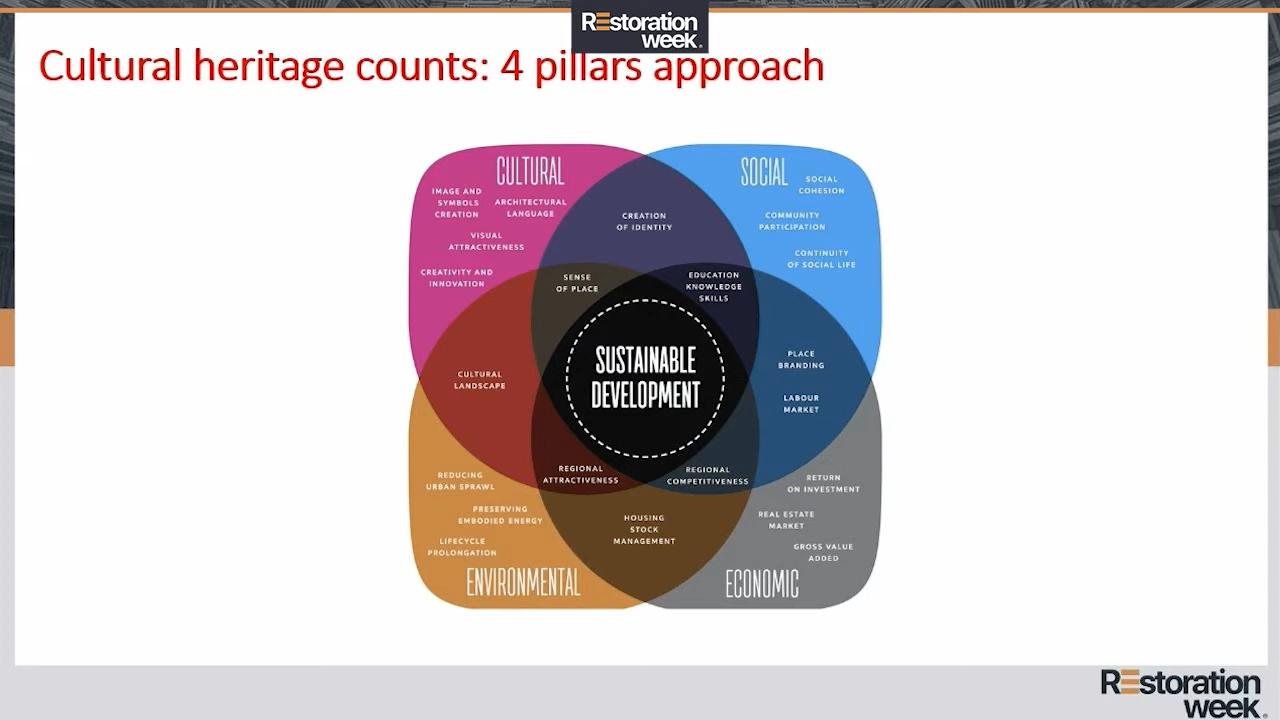 REstoration
week.
Cultural heritage counts: 4 pillars approach
CULTURAL
IMAGE AND
SYMBOLS
CREATION
ARCHITECTURAL
LANGUAGE
VISUAL
ATTRACTIVENESS
CREATIVITY AND
INNOVATION
CREATION
OF IDENTITY
SOCIAL
SOCIAL
COHESION
COMMUNITY
PARTICIPATION
CONTINUITY
OF SOCIAL LIFE
SENSE
OF PLACE
EDUCATION
KNOWLEDGE
SKILLS
CULTURAL
LANDSCAPE
SUSTAINABLE
DEVELOPMENT
PLACE
BRANDING
LABOUR
MARKET
REGIONAL
ATTRACTIVENESS
REGIONAL
COMPETITIVENESS
REDUCING
URBAN SPRAWL
PRESERVING
EMBODIED ENERGY
LIFECYCLE
PROLONGATION
ENVIRONMENTAL
HOUSING
STOCK
MANAGEMENT
RETURN
ON INVESTMENT
REAL ESTATE
MARKET
GROSS VALUE
ADDED
ECONOMIC
REstoration
week.